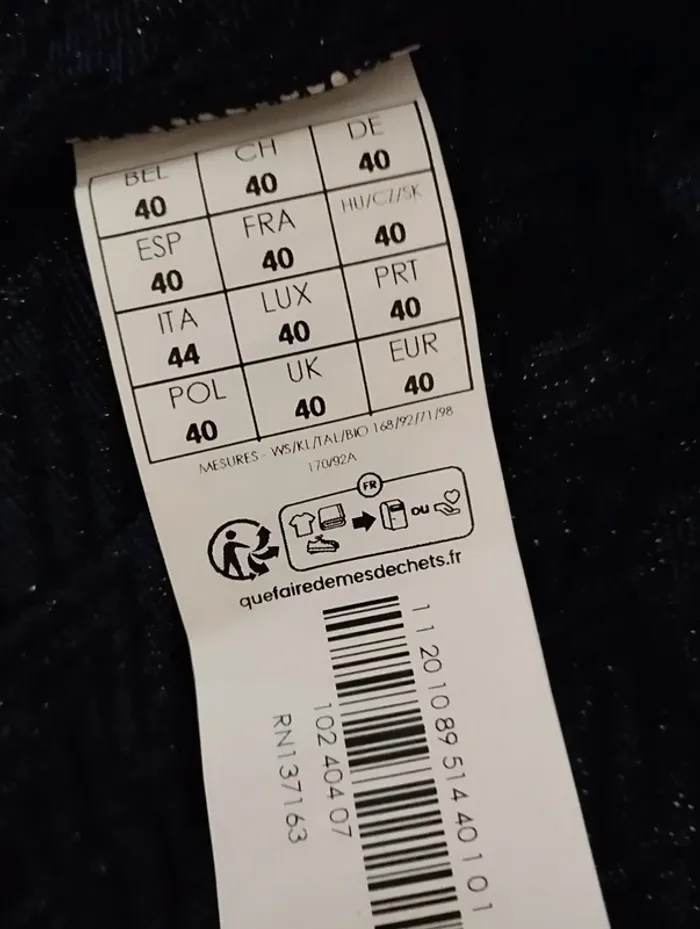 BEL CH DE
40 40 40
ESP FRA HU/CZ/SK
40 40 40
ITA LUX PRT
44 40 40
POL UK EUR
40 40 40
MESURES - WS/KL/TAL/BIO 168/92/71/98
170/92A
FR
ou
quefairedemesdechets.fr
1 1 20 10 89 514 40 1 01
102 404 07
RN137163